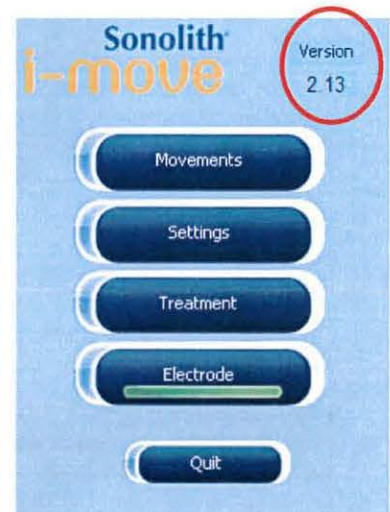 Sonolith
i-move
Version
2.13
Movements
Settings
Treatment
Electrode
Quit